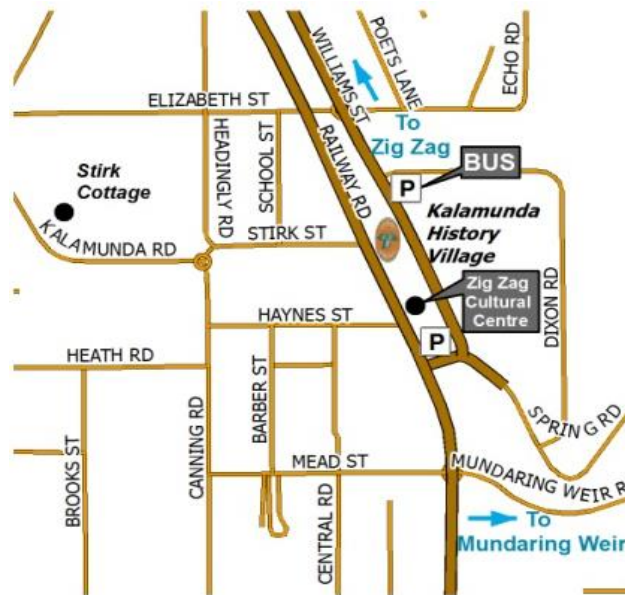 POETS LANE
ECHO RD
WILLIAMS ST
ELIZABETH ST
To
Zig Zag
HEADINGLY RD
SCHOOL ST
RAILWAY RD
BUS
P
Stirk
Cottage
KALAMUNDA RD
STIRK ST
Kalamunda
History
Village
Zig Zag
Cultural
Centre
DIXON RD
HAYNES ST
P
HEATH RD
BARBER ST
SPRING RD
BROOKS ST
CANNING RD
MEAD ST
MUNDARING WEIR R
CENTRAL RD
To
Mundaring Weir